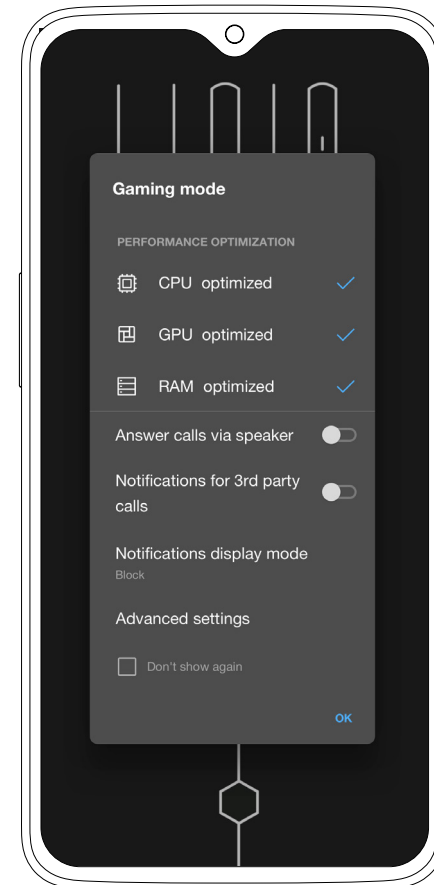 Gaming mode
PERFORMANCE OPTIMIZATION
CPU optimized
GPU optimized
RAM optimized
Answer calls via speaker
Notifications for 3rd party
calls
Notifications display mode
Block
Advanced settings
Don't show again
OK